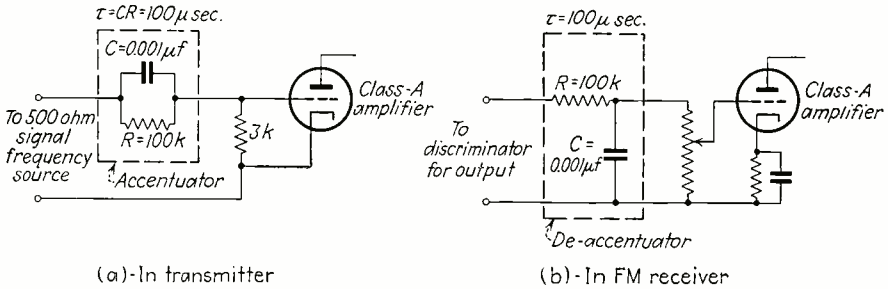 τ=CR=100μ sec.
C=0.001μf
R=100k
Accentuator
To 500 ohm
signal
frequency
source
3k
Class-A
amplifier
(a)-In transmitter
τ=100μ sec.
R=100k
C=
0.001μf
De-accentuator
To
discriminator
for output
Class-A
amplifier
(b)-In FM receiver